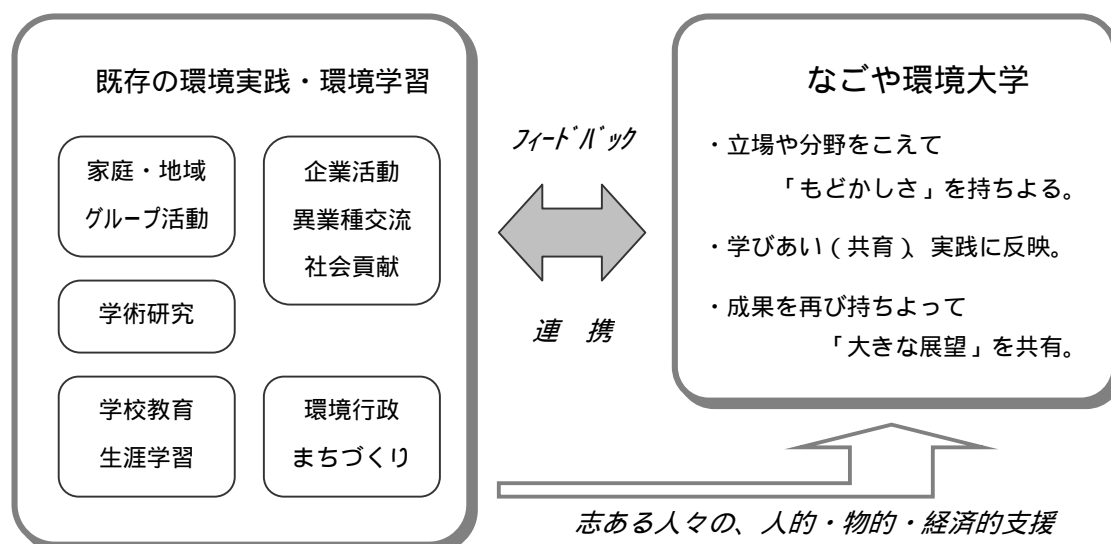 既存の環境実践・環境学習
家庭・地域
グループ活動
企業活動
異業種交流
社会貢献
学術研究
学校教育
生涯学習
環境行政
まちづくり
ﾌｨｰﾄﾞﾊﾞｯｸ
連　携
なごや環境大学
・立場や分野をこえて
「もどかしさ」を持ちよる。
・学びあい（共育）、実践に反映。
・成果を再び持ちよって
「大きな展望」を共有。
志ある人々の、人的・物的・経済的支援